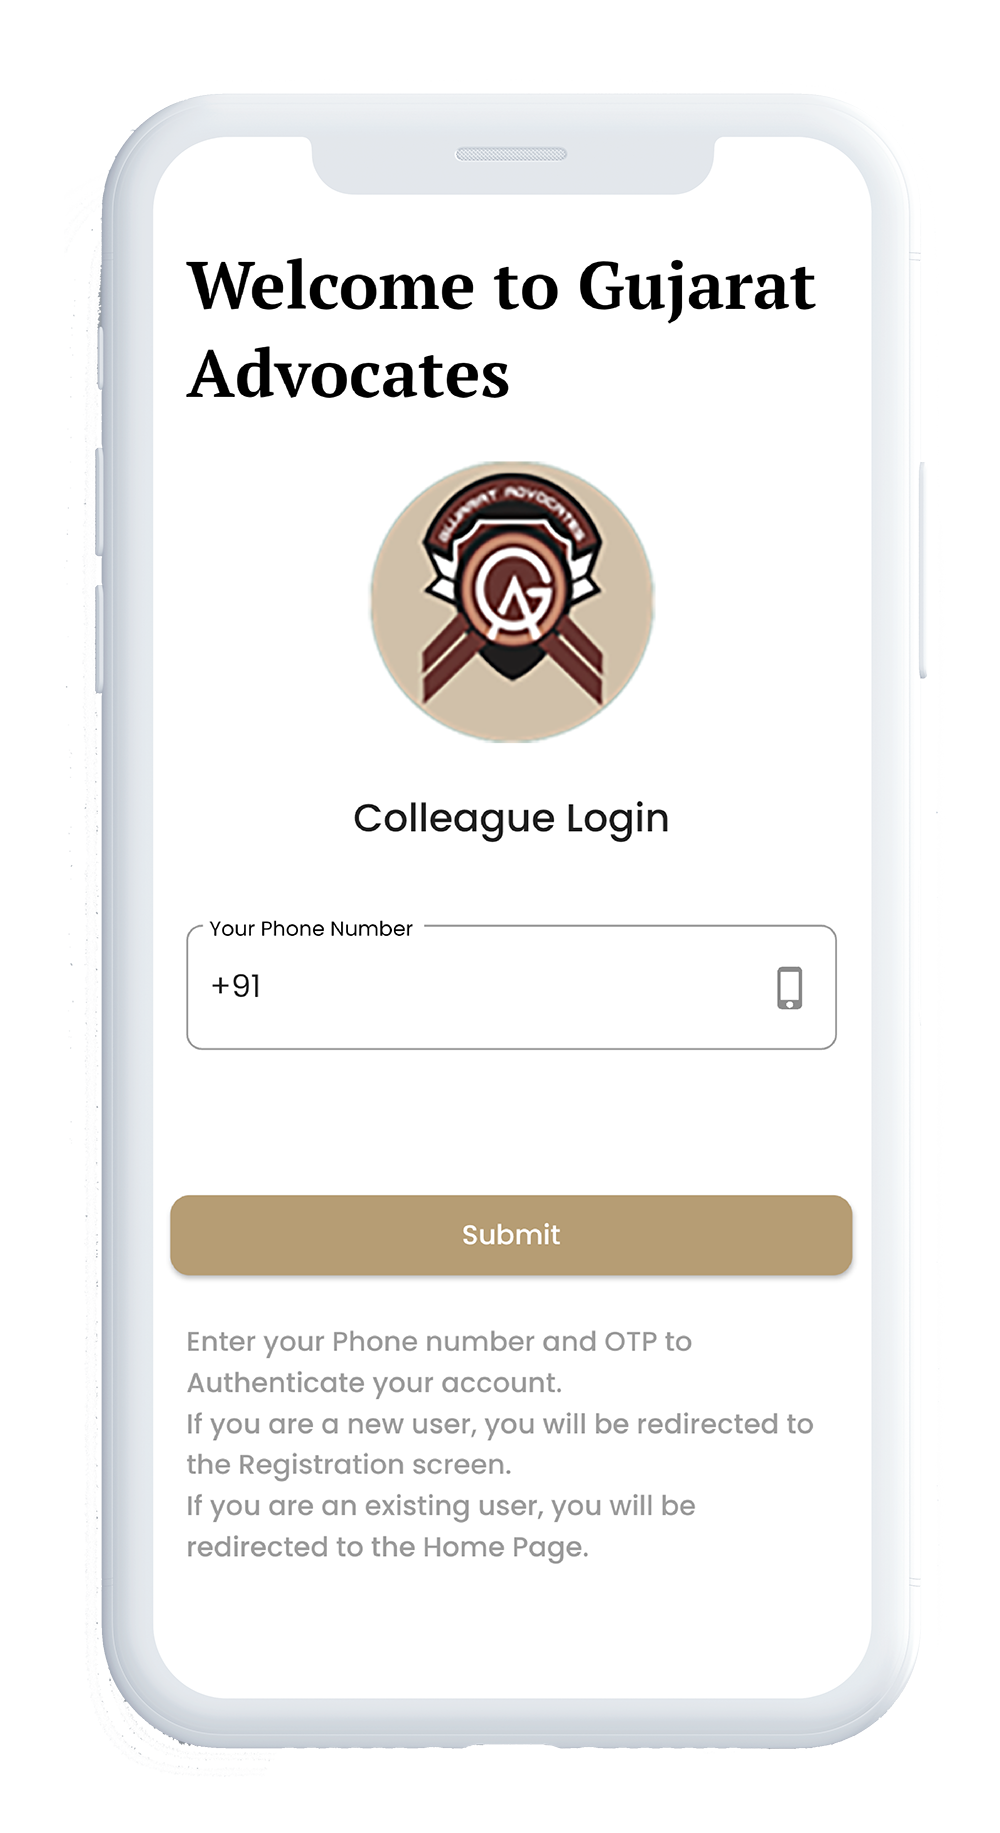 Welcome to Gujarat
Advocates
GUJARAT ADVOCATES
GA
Colleague Login
Your Phone Number
+91
Submit
Enter your Phone number and OTP to
Authenticate your account.
If you are a new user, you will be redirected to
the Registration screen.
If you are an existing user, you will be
redirected to the Home Page.